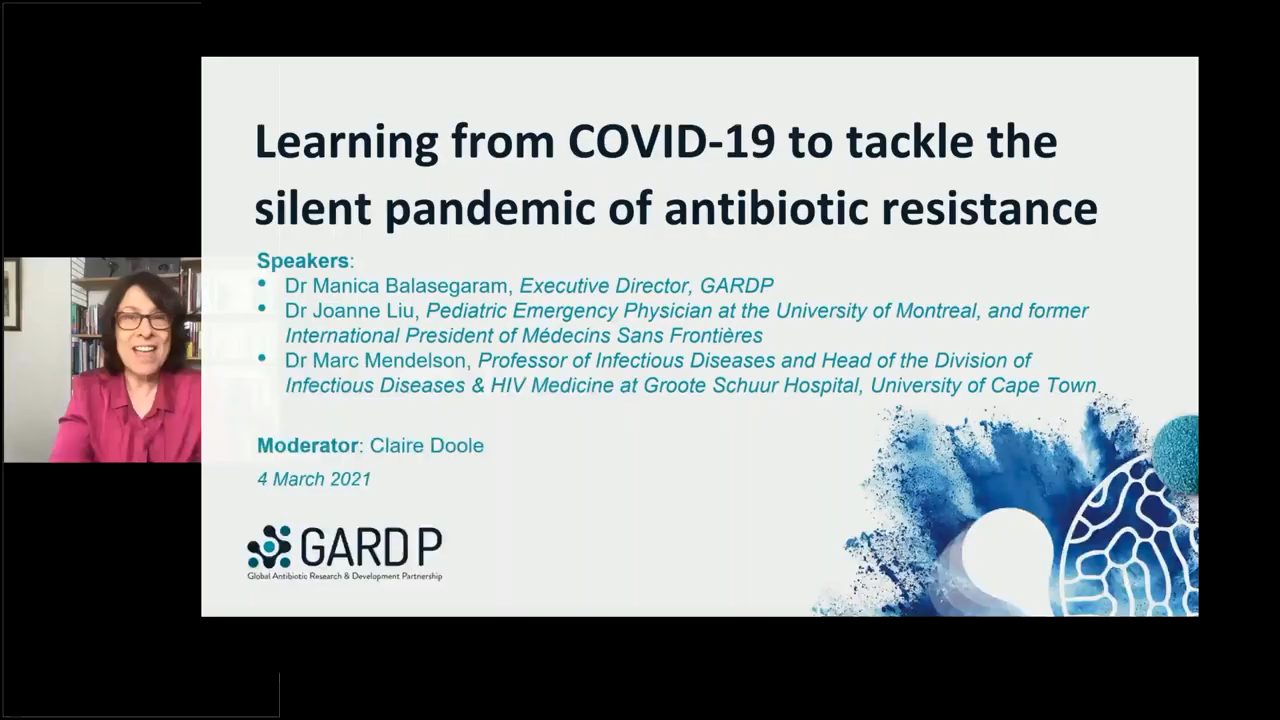 Learning from COVID-19 to tackle the
silent pandemic of antibiotic resistance
Speakers:
• Dr Manica Balasegaram, Executive Director, GARDP
• Dr Joanne Liu, Pediatric Emergency Physician at the University of Montreal, and former
International President of Médecins Sans Frontières
• Dr Marc Mendelson, Professor of Infectious Diseases and Head of the Division of
Infectious Diseases & HIV Medicine at Groote Schuur Hospital, University of Cape Town
Moderator: Claire Doole
4 March 2021
GARDP
Global Antibiotic Research & Development Partnership